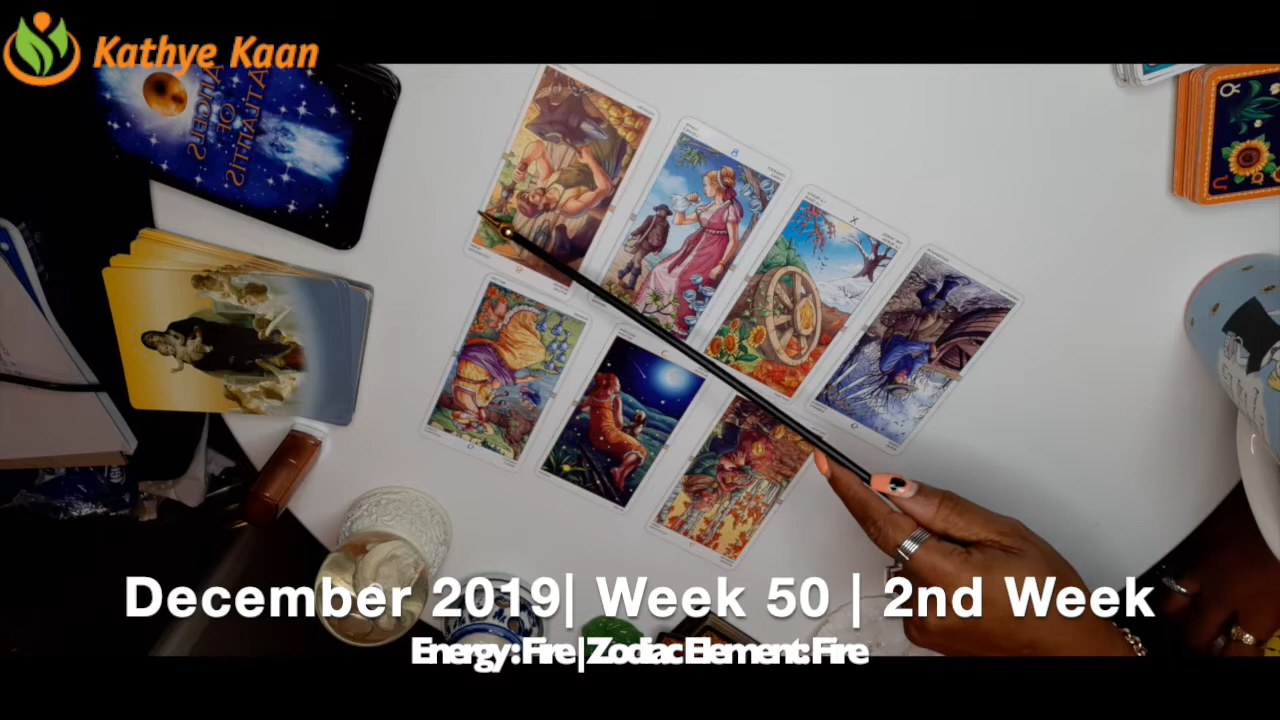 Kathye Kaan
ANGELS
OF
ATLANTIS
X
December 2019| Week 50 | 2nd Week
Energy: Fire | Zodiac Element: Fire